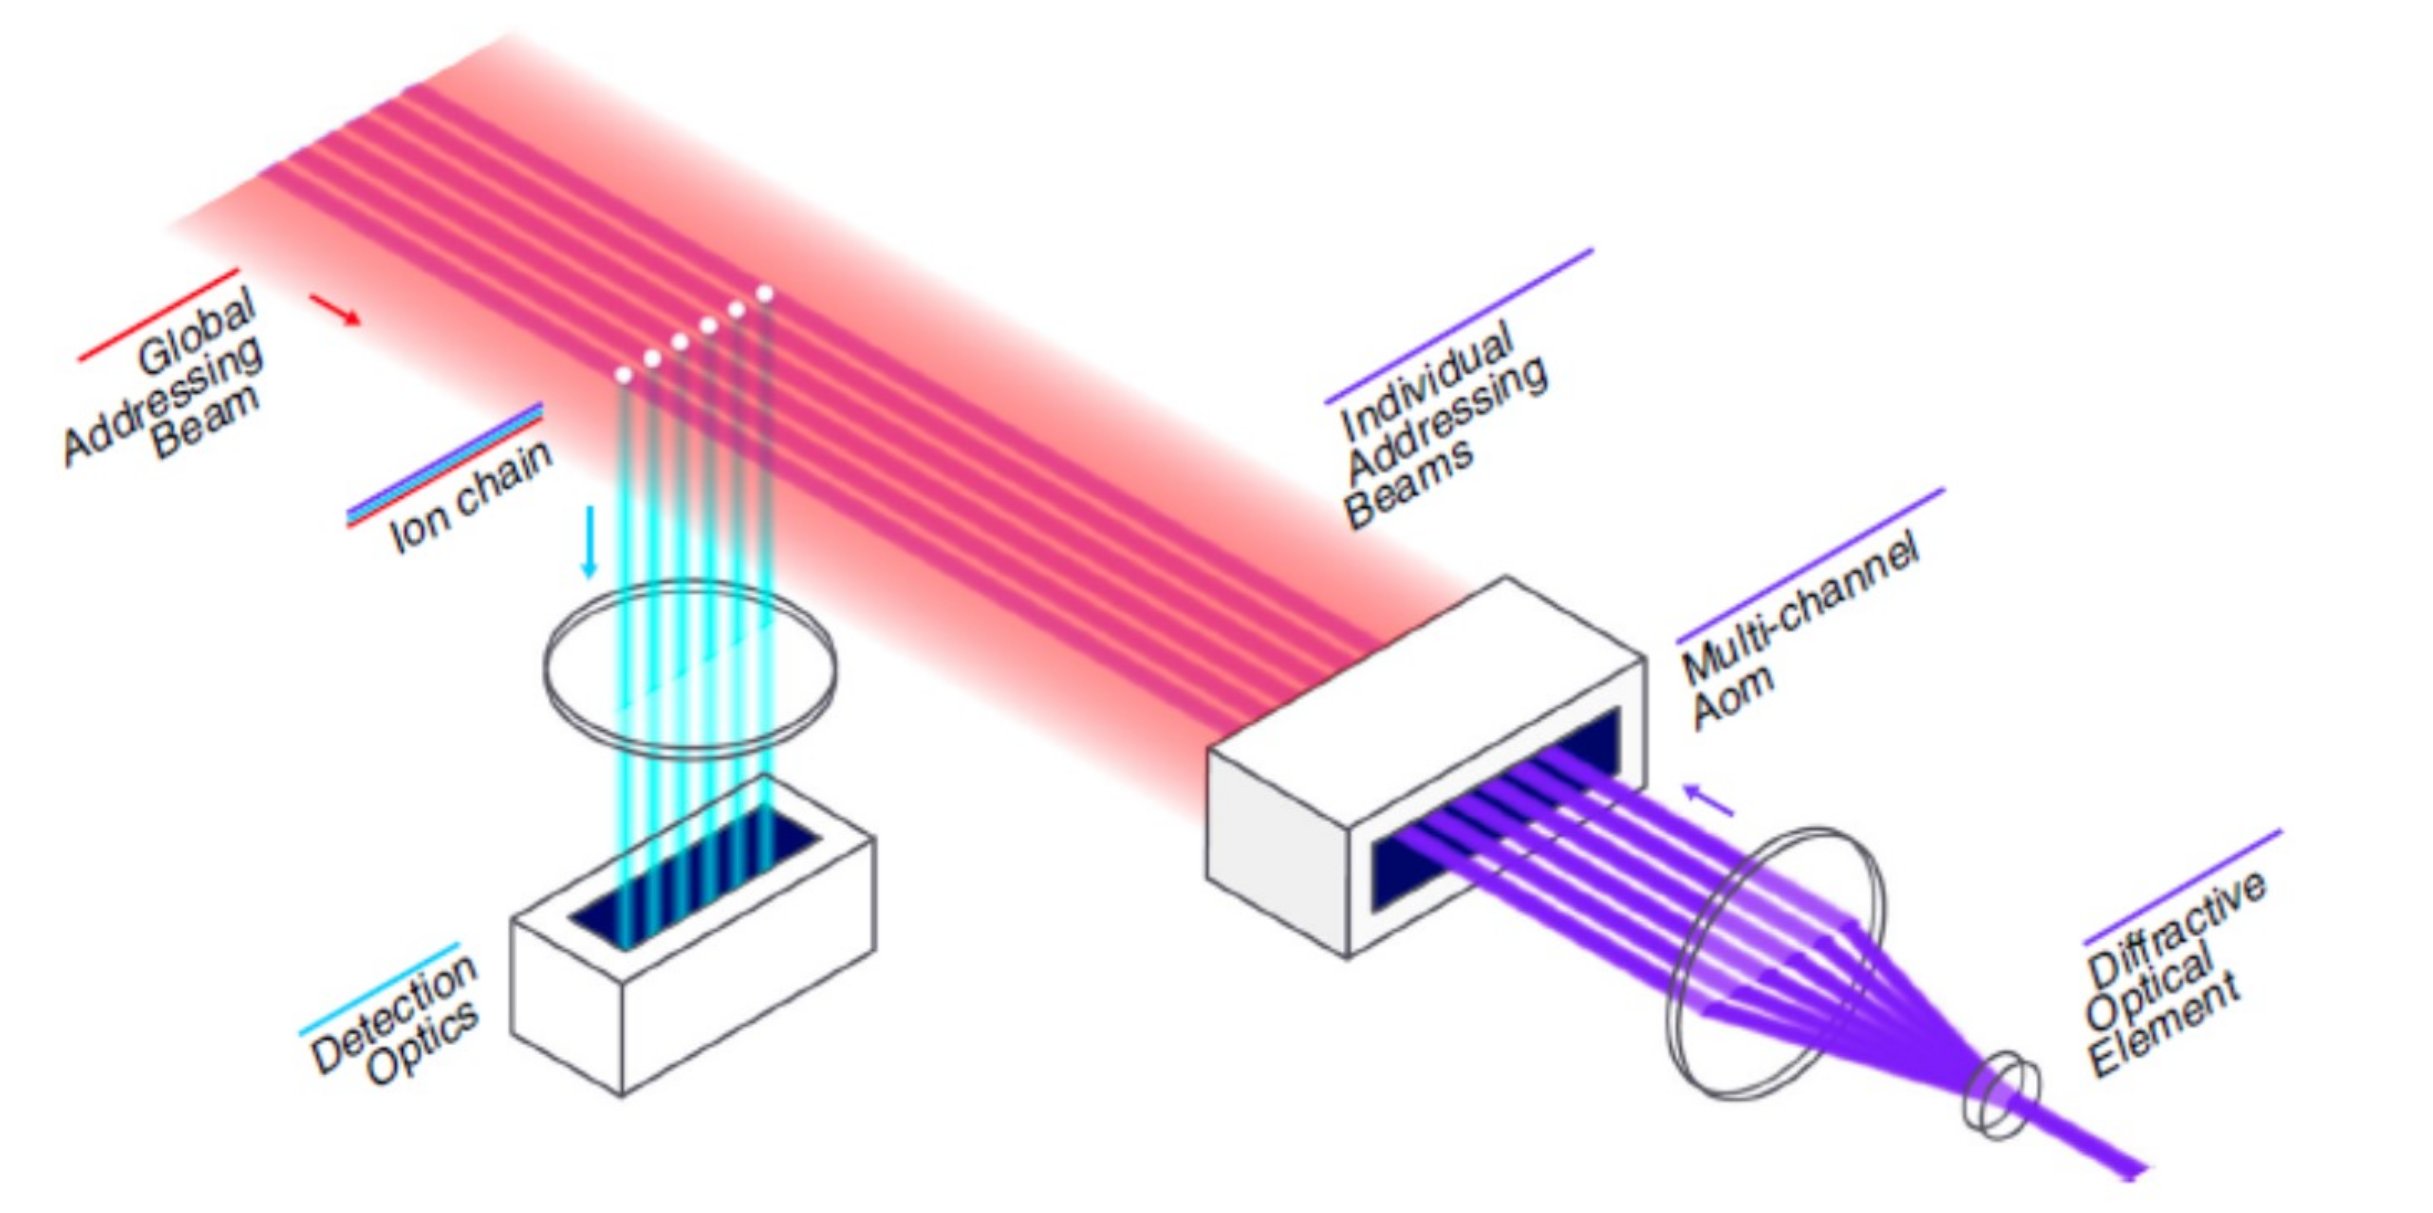 Global
Addressing
Beam
Ion chain
Individual
Addressing
Beams
Multi-channel
Aom
Detection
Optics
Diffractive
Optical
Element